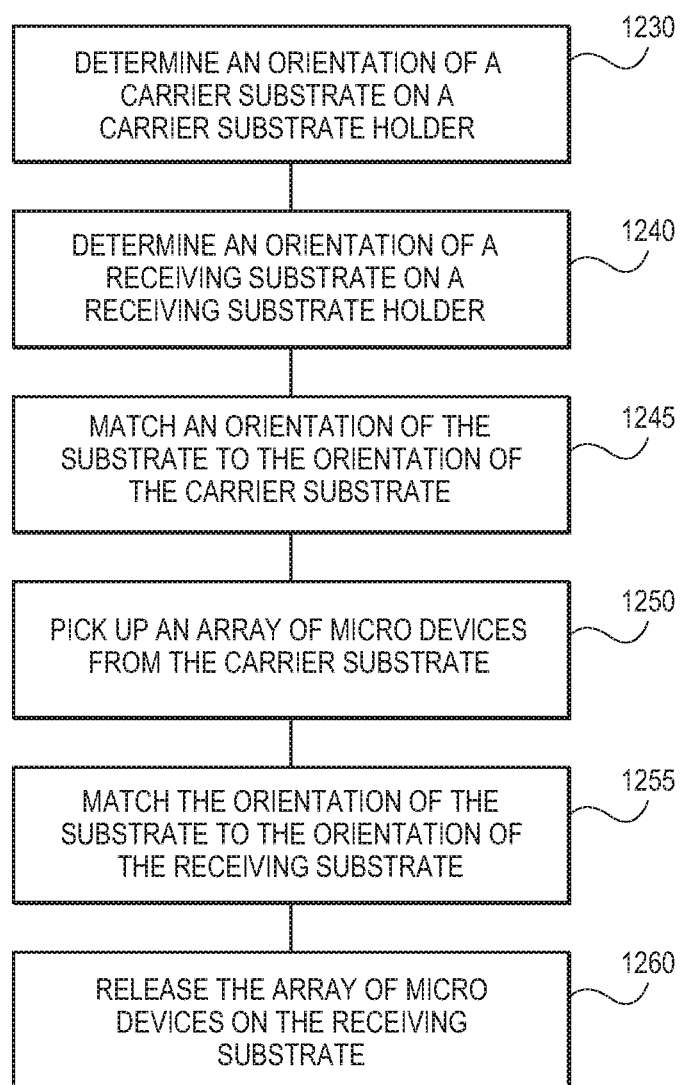 1230
DETERMINE AN ORIENTATION OF A
CARRIER SUBSTRATE ON A
CARRIER SUBSTRATE HOLDER
1240
DETERMINE AN ORIENTATION OF A
RECEIVING SUBSTRATE ON A
RECEIVING SUBSTRATE HOLDER
1245
MATCH AN ORIENTATION OF THE
SUBSTRATE TO THE ORIENTATION OF
THE CARRIER SUBSTRATE
1250
PICK UP AN ARRAY OF MICRO DEVICES
FROM THE CARRIER SUBSTRATE
1255
MATCH THE ORIENTATION OF THE
SUBSTRATE TO THE ORIENTATION OF
THE RECEIVING SUBSTRATE
1260
RELEASE THE ARRAY OF MICRO
DEVICES ON THE RECEIVING
SUBSTRATE